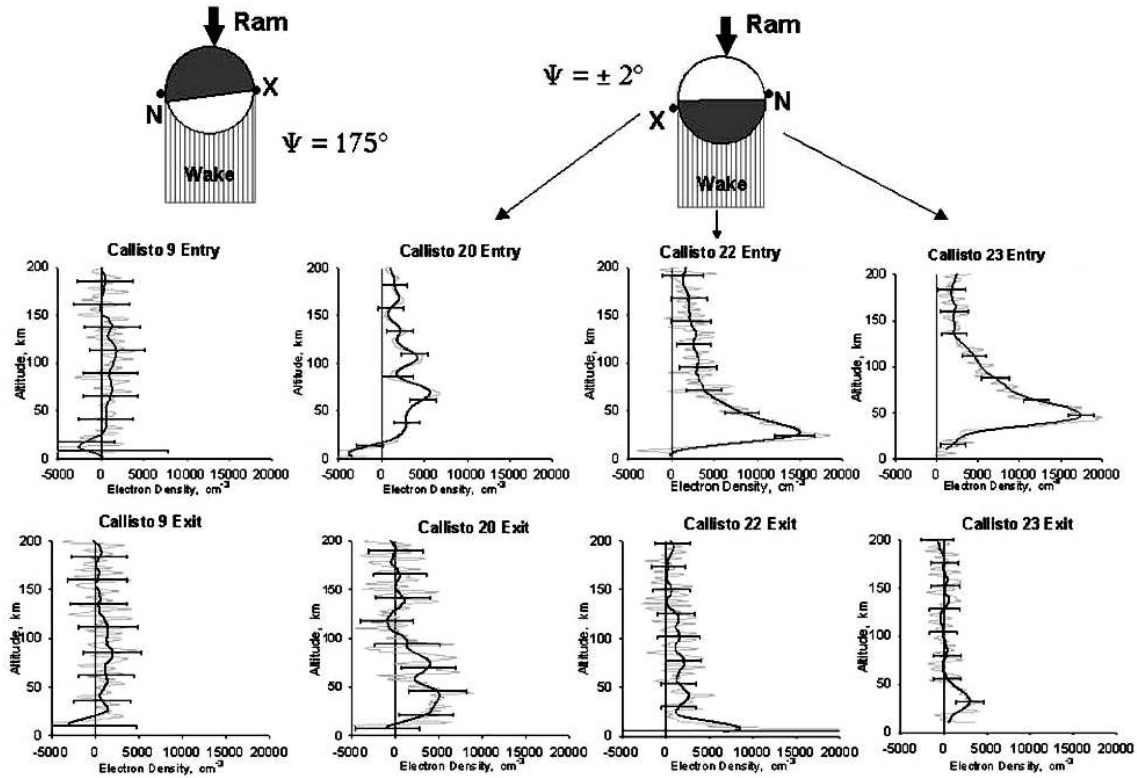 Ram
N
X
Ψ = 175°
Wake
Ram
Ψ = ± 2°
X
N
Wake
Callisto 9 Entry
200
150
100
50
0
Altitude, km
-5000 0 5000 10000 15000 20000
Electron Density, cm-3
Callisto 20 Entry
200
150
100
50
0
Altitude, km
-5000 0 5000 10000 15000 20000
Electron Density, cm-3
Callisto 22 Entry
200
150
100
50
0
Altitude, km
-5000 0 5000 10000 15000 20000
Electron Density, cm-3
Callisto 23 Entry
200
150
100
50
0
Altitude, km
-5000 0 5000 10000 15000 20000
Electron Density, cm-3
Callisto 9 Exit
200
150
100
50
0
Altitude, km
-5000 0 5000 10000 15000 20000
Electron Density, cm-3
Callisto 20 Exit
200
150
100
50
0
Altitude, km
-5000 0 5000 10000 15000 20000
Electron Density, cm-3
Callisto 22 Exit
200
150
100
50
0
Altitude, km
-5000 0 5000 10000 15000 20000
Electron Density, cm-3
Callisto 23 Exit
200
150
100
50
0
Altitude, km
-5000 0 5000 10000 15000 20000
Electron Density, cm-3